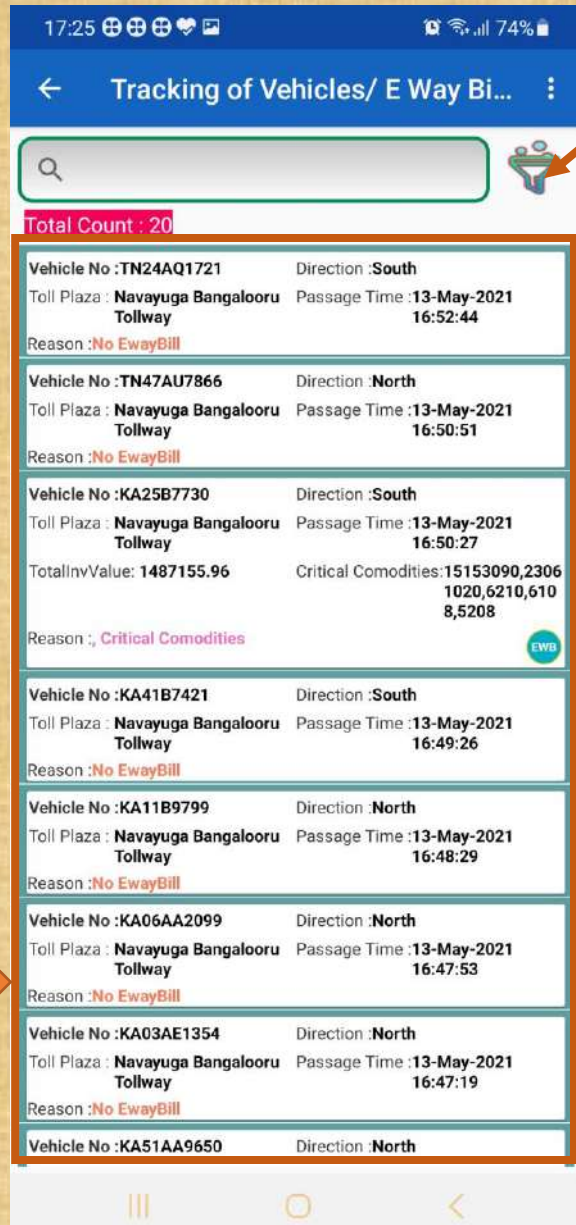 17:25 74%
Tracking of Vehicles/ E Way Bi...
Total Count : 20
Vehicle No :TN24AQ1721 Direction :South
Toll Plaza : Navayuga Bangalooru Passage Time :13-May-2021
Tollway 16:52:44
Reason :No EwayBill
Vehicle No :TN47AU7866 Direction :North
Toll Plaza : Navayuga Bangalooru Passage Time :13-May-2021
Tollway 16:50:51
Reason :No EwayBill
Vehicle No :KA25B7730 Direction :South
Toll Plaza : Navayuga Bangalooru Passage Time :13-May-2021
Tollway 16:50:27
TotalInvValue: 1487155.96 Critical Comodities:15153090,2306
1020,6210,610
8,5208
Reason :, Critical Comodities EWB
Vehicle No :KA41B7421 Direction :South
Toll Plaza : Navayuga Bangalooru Passage Time :13-May-2021
Tollway 16:49:26
Reason :No EwayBill
Vehicle No :KA11B9799 Direction :North
Toll Plaza : Navayuga Bangalooru Passage Time :13-May-2021
Tollway 16:48:29
Reason :No EwayBill
Vehicle No :KA06AA2099 Direction :North
Toll Plaza : Navayuga Bangalooru Passage Time :13-May-2021
Tollway 16:47:53
Reason :No EwayBill
Vehicle No :KA03AE1354 Direction :North
Toll Plaza : Navayuga Bangalooru Passage Time :13-May-2021
Tollway 16:47:19
Reason :No EwayBill
Vehicle No :KA51AA9650 Direction :North